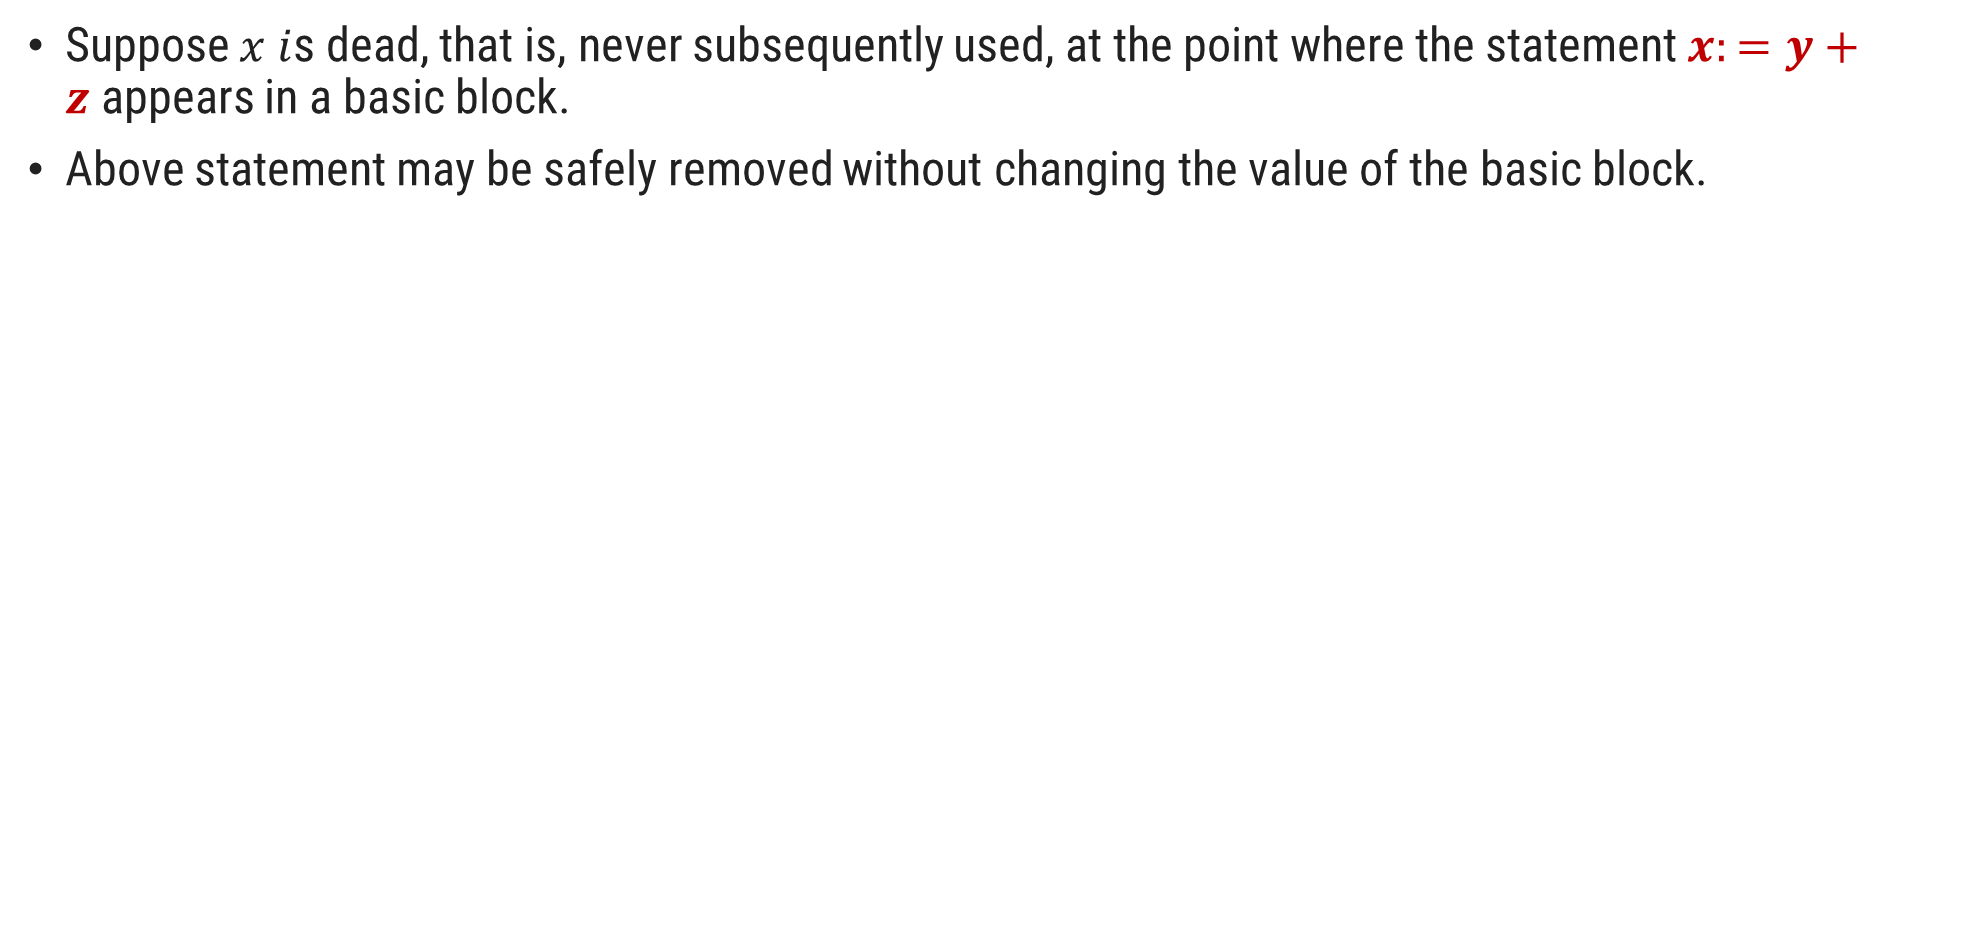 • Suppose x is dead, that is, never subsequently used, at the point where the statement x: = y +
z appears in a basic block.
• Above statement may be safely removed without changing the value of the basic block.